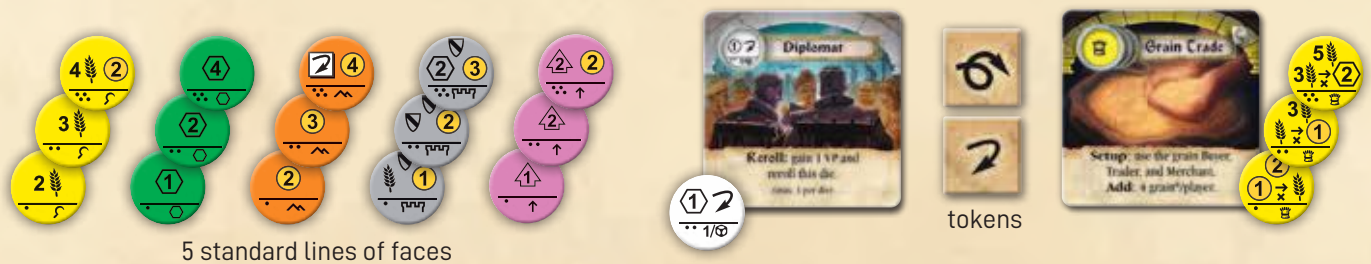 4 2
3
2
4
2
1
4
3
2
2 3
2
1
2 2
2
1
5 standard lines of faces
1
Diplomat
Reroll: gain 1 VP and
reroll this die.
1
1/
tokens
Grain Trade
Setup: use the grain Buyer,
Trader, and Merchant.
Add: 4 grain*/player.
5
3 → 2
x
3
→ 1
x
2
1 →
x